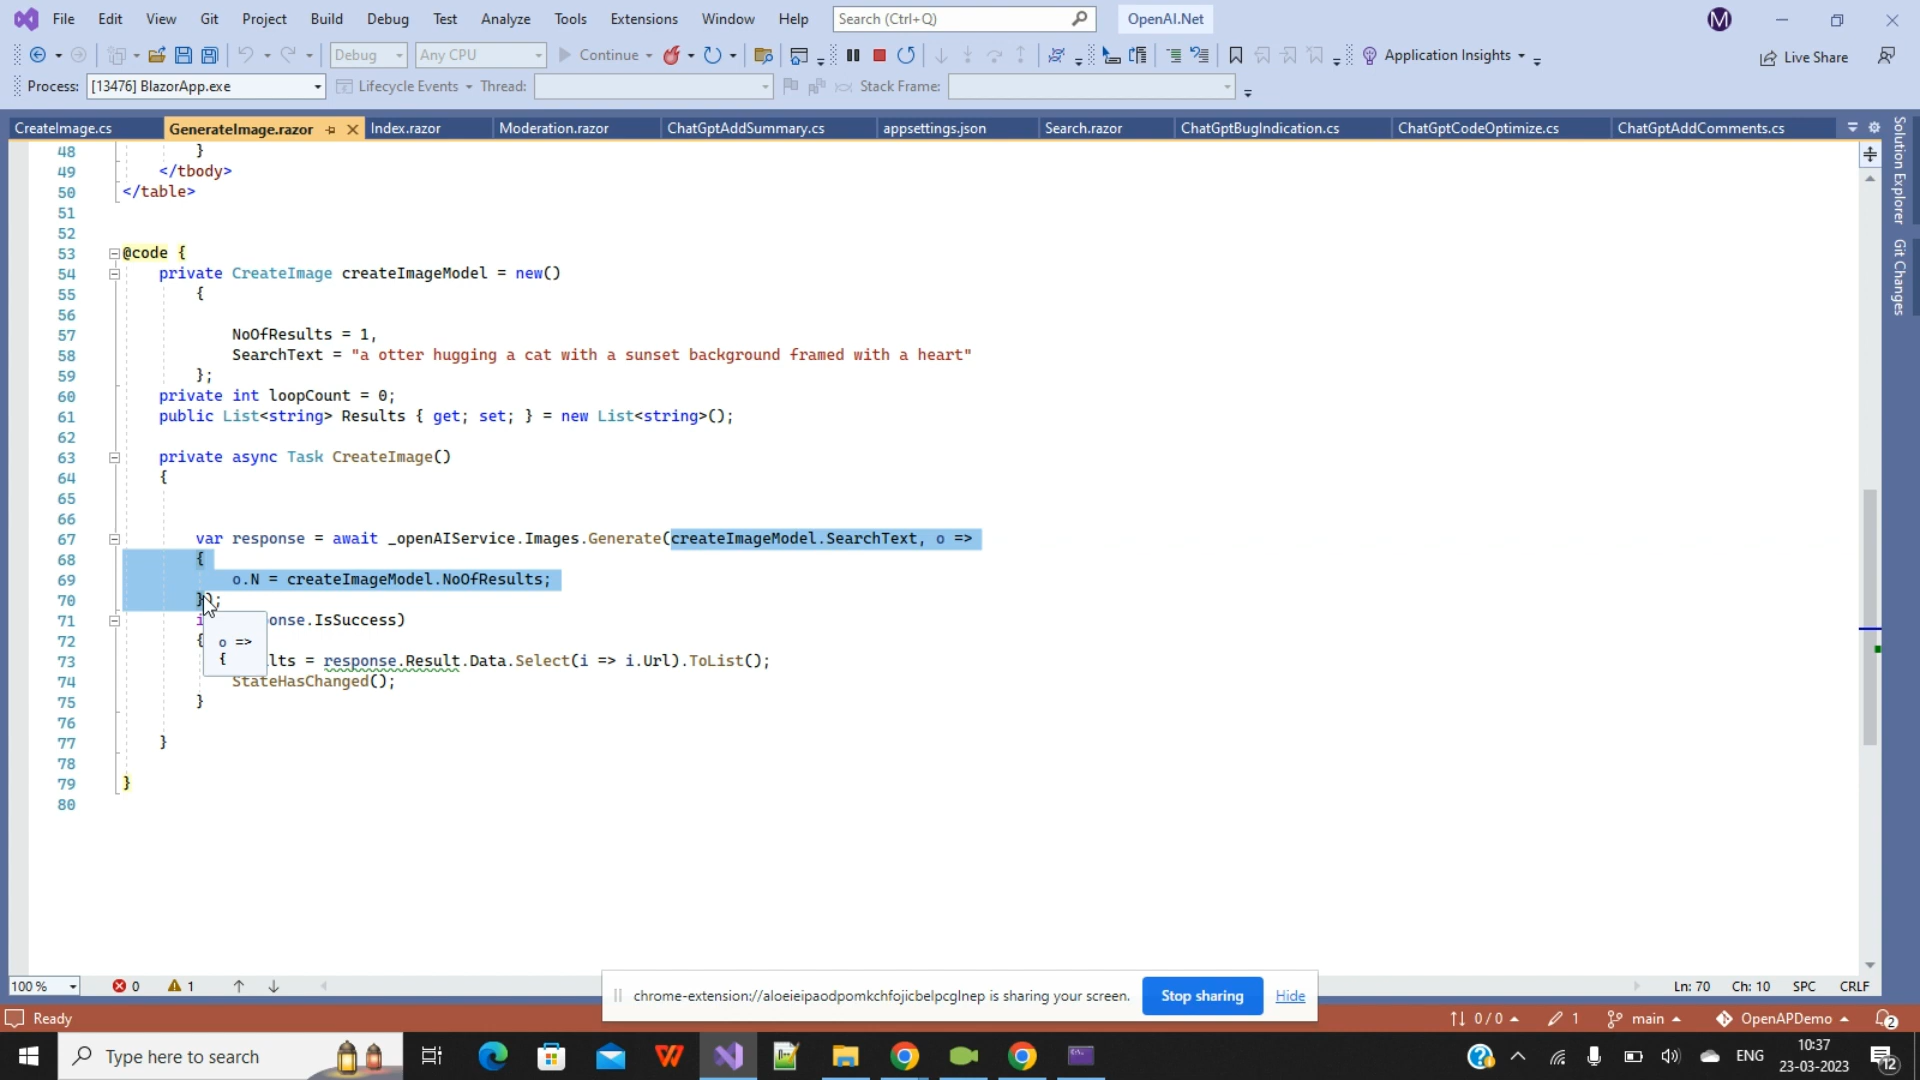 File Edit View Git Project Build Debug Test Analyze Tools Extensions Window Help Search (Ctrl+Q) OpenAI.Net M
Debug Any CPU Continue Application Insights Live Share
Process: [13476] BlazorApp.exe Lifecycle Events Thread: Stack Frame:
CreateImage.cs GenerateImage.razor Index.razor Moderation.razor ChatGptAddSummary.cs appsettings.json Search.razor ChatGptBugIndication.cs ChatGptCodeOptimize.cs ChatGptAddComments.cs
Solution Explorer
Git Changes
48 }
49 </tbody>
50 </table>
51
52
53 @code {
54 private CreateImage createImageModel = new()
55 {
56
57 NoOfResults = 1,
58 SearchText = "a otter hugging a cat with a sunset background framed with a heart"
59 };
60 private int loopCount = 0;
61 public List<string> Results { get; set; } = new List<string>();
62
63 private async Task CreateImage()
64 {
65
66
67 var response = await _openAIService.Images.Generate(createImageModel.SearchText, o =>
68 {
69 o.N = createImageModel.NoOfResults;
70 });
71 i onse.IsSuccess)
72 {
o =>
{
73 lts = response.Result.Data.Select(i => i.Url).ToList();
74 StateHasChanged();
75 }
76
77 }
78
79 }
80
100 % 0 1 Ln: 70 Ch: 10 SPC CRLF
chrome-extension://aloeieipaodpomkchfojicbelpcglnep is sharing your screen. Stop sharing Hide
Ready 0 / 0 1 main OpenAPDemo 2
Type here to search ENG 10:37
23-03-2023 12